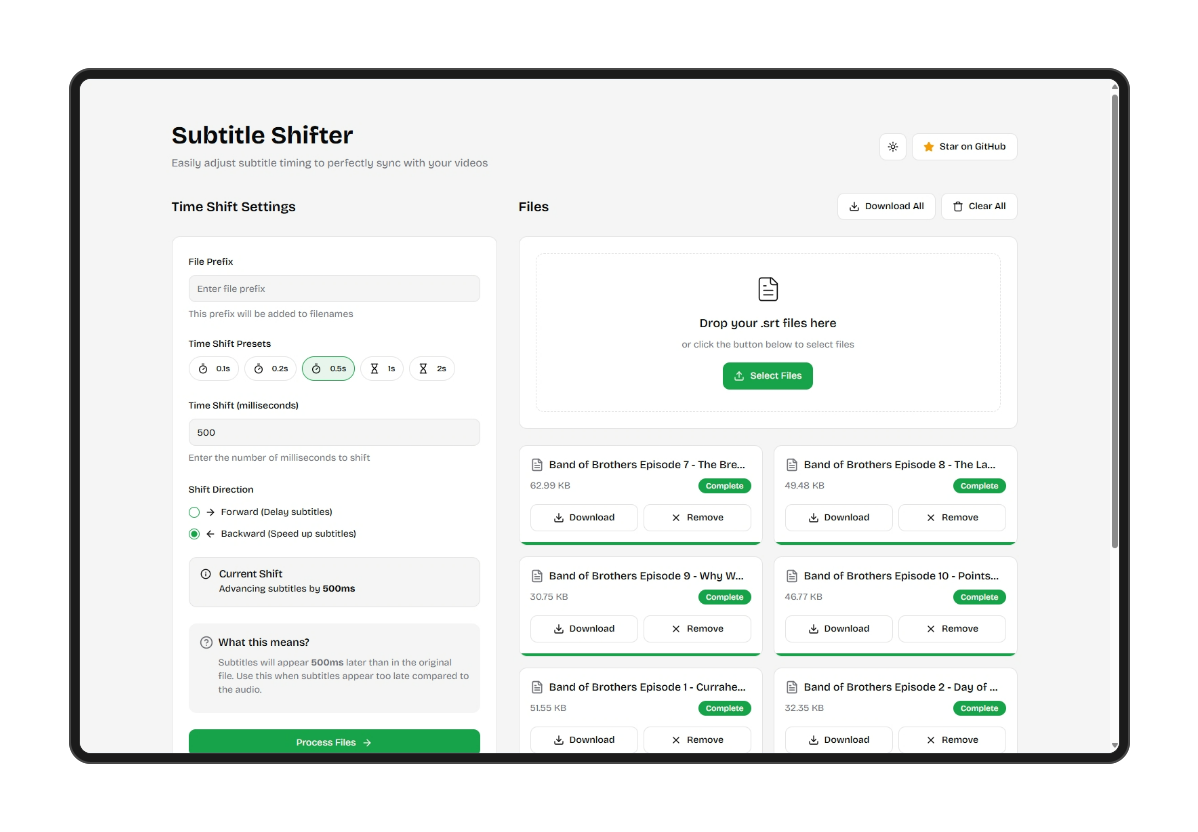 Subtitle Shifter
Easily adjust subtitle timing to perfectly sync with your videos
Star on GitHub
Time Shift Settings
File Prefix
Enter file prefix
This prefix will be added to filenames
Time Shift Presets
0.1s
0.2s
0.5s
1s
2s
Time Shift (milliseconds)
500
Enter the number of milliseconds to shift
Shift Direction
Forward (Delay subtitles)
Backward (Speed up subtitles)
Current Shift
Advancing subtitles by 500ms
What this means?
Subtitles will appear 500ms later than in the original
file. Use this when subtitles appear too late compared to
the audio.
Process Files
Files
Download All
Clear All
Drop your .srt files here
or click the button below to select files
Select Files
Band of Brothers Episode 7 - The Bre...
62.99 KB
Complete
Download
Remove
Band of Brothers Episode 8 - The La...
49.48 KB
Complete
Download
Remove
Band of Brothers Episode 9 - Why W...
30.75 KB
Complete
Download
Remove
Band of Brothers Episode 10 - Points...
46.77 KB
Complete
Download
Remove
Band of Brothers Episode 1 - Currahe...
51.55 KB
Complete
Download
Remove
Band of Brothers Episode 2 - Day of ...
32.35 KB
Complete
Download
Remove